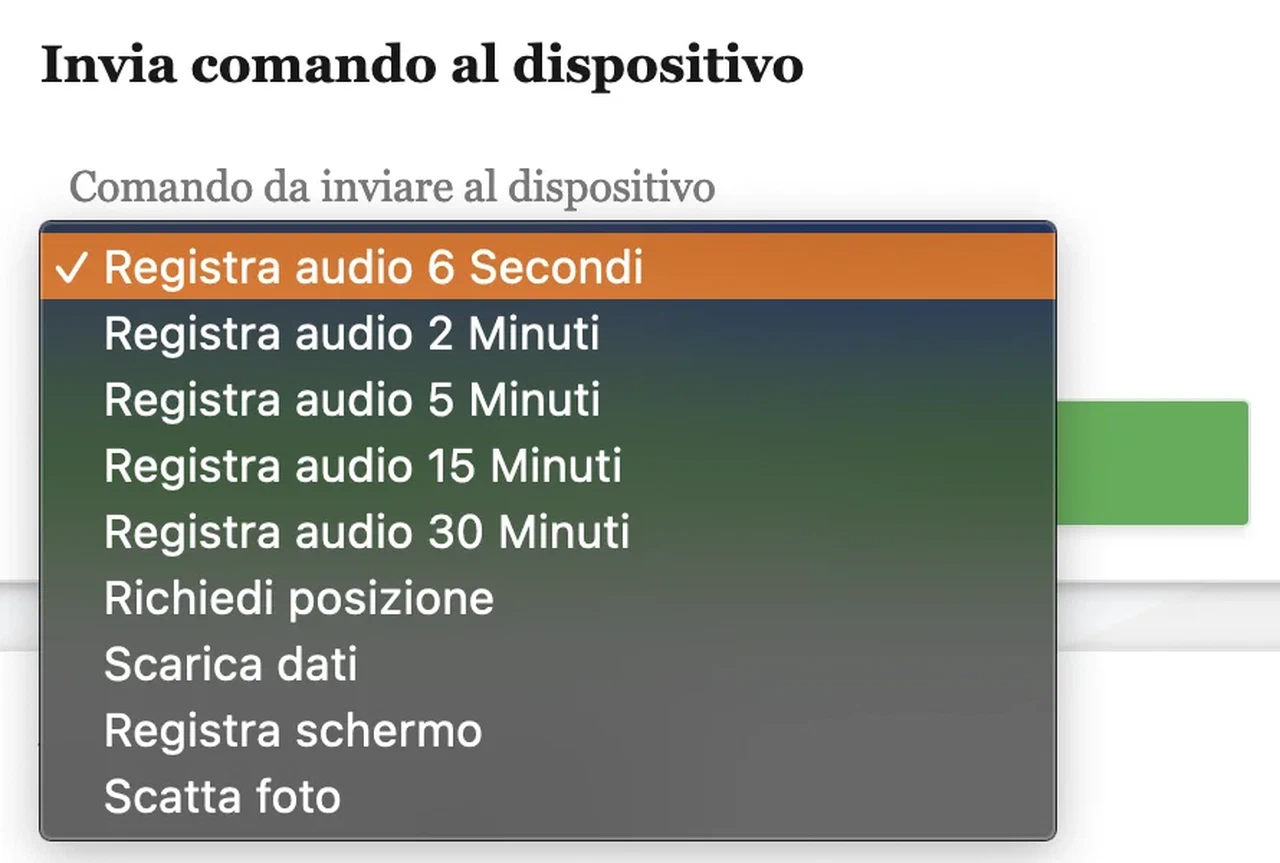 Invia comando al dispositivo
Comando da inviare al dispositivo
✓ Registra audio 6 Secondi
Registra audio 2 Minuti
Registra audio 5 Minuti
Registra audio 15 Minuti
Registra audio 30 Minuti
Richiedi posizione
Scarica dati
Registra schermo
Scatta foto